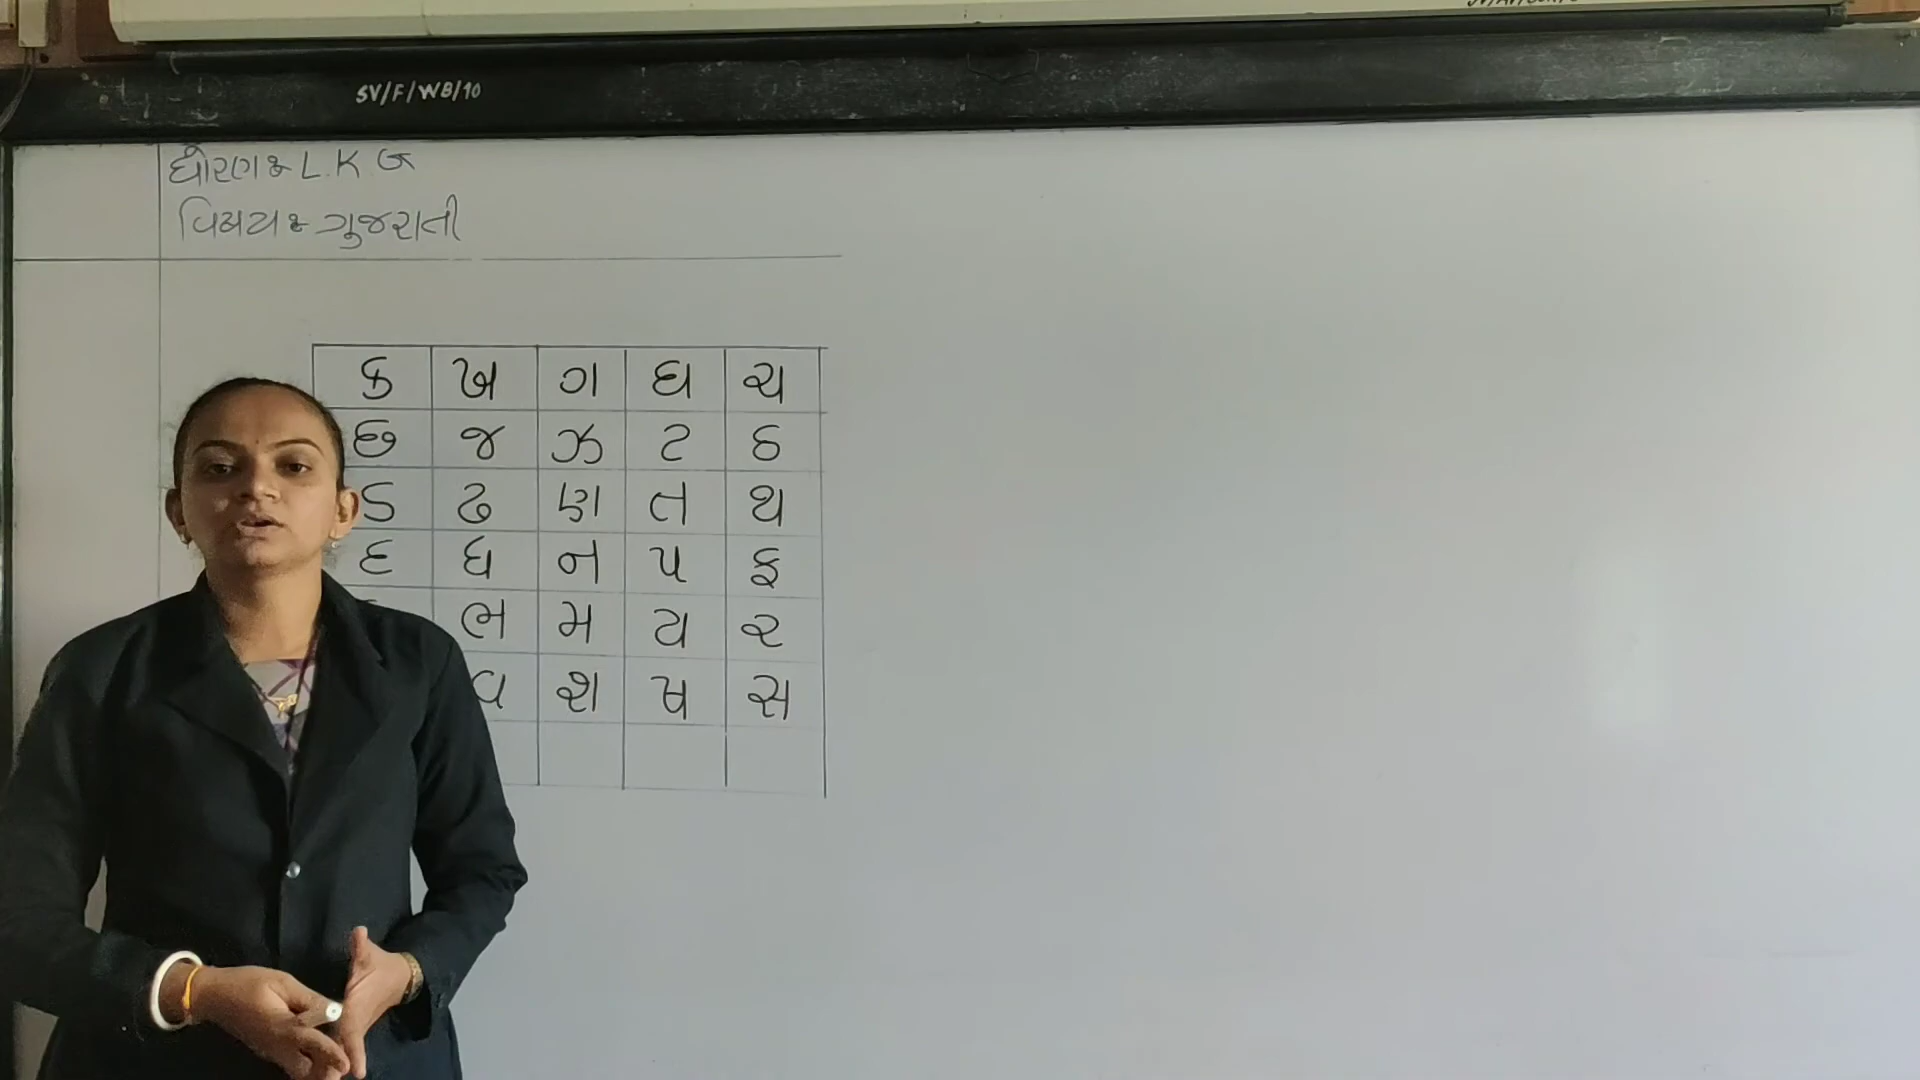 SV/F/WB/10
ધોરણઃ L.K.G
વિષયઃ ગુજરાતી
ક ખ ગ ઘ ચ
છ જ ઝ ટ ઠ
ડ ઢ ણ ત થ
દ ધ ન પ ફ
ભ મ ય ર
વ શ ષ સ